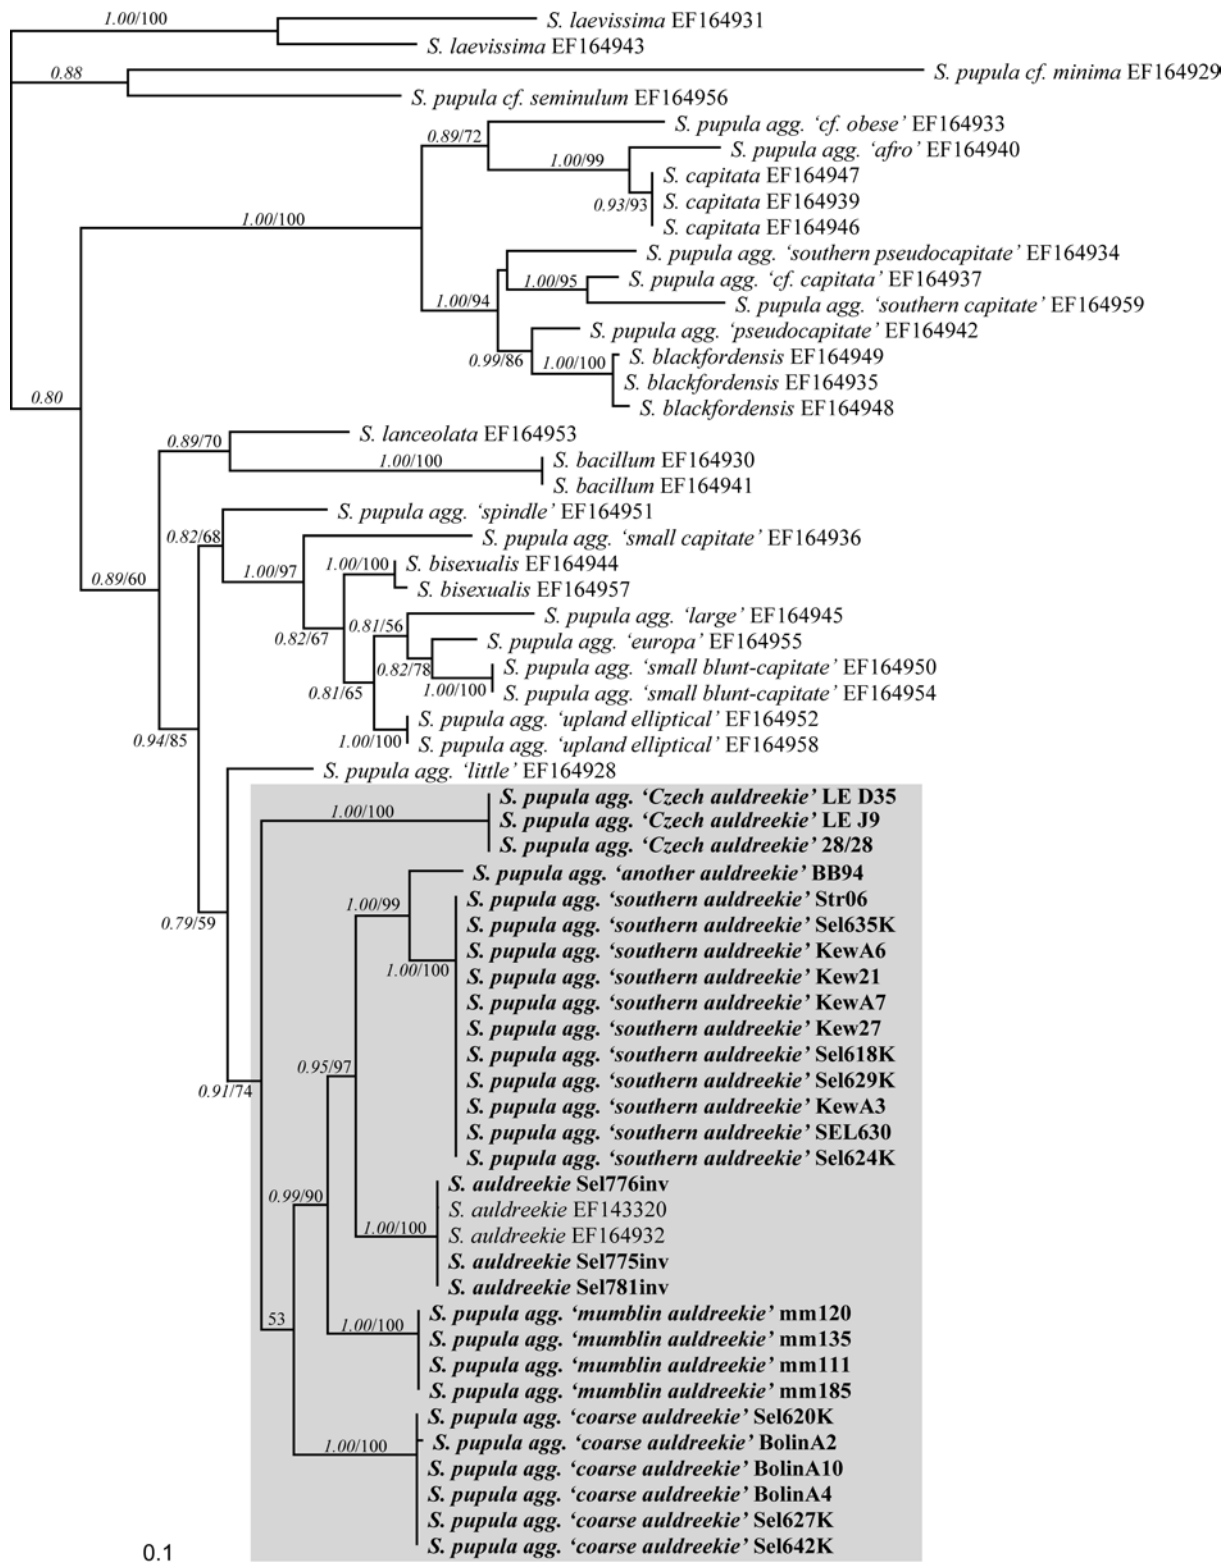 1.00/100
S. laevissima EF164931
S. laevissima EF164943
0.88
S. pupula cf. minima EF164929
S. pupula cf. seminulum EF164956
S. pupula agg. ‘cf. obese’ EF164933
0.89/72
S. pupula agg. ‘afro’ EF164940
1.00/99
S. capitata EF164947
S. capitata EF164939
0.93/93
S. capitata EF164946
1.00/100
S. pupula agg. ‘southern pseudocapitate’ EF164934
S. pupula agg. ‘cf. capitata’ EF164937
1.00/95
1.00/94
S. pupula agg. ‘southern capitate’ EF164959
S. pupula agg. ‘pseudocapitate’ EF164942
0.99/86
S. blackfordensis EF164949
1.00/100
S. blackfordensis EF164935
S. blackfordensis EF164948
0.80
S. lanceolata EF164953
0.89/70
S. bacillum EF164930
1.00/100
S. bacillum EF164941
S. pupula agg. ‘spindle’ EF164951
0.82/68
S. pupula agg. ‘small capitate’ EF164936
1.00/97
1.00/100
S. bisexualis EF164944
0.89/60
S. bisexualis EF164957
S. pupula agg. ‘large’ EF164945
0.81/56
0.82/67
S. pupula agg. ‘europa’ EF164955
0.82/78
S. pupula agg. ‘small blunt-capitate’ EF164950
1.00/100
S. pupula agg. ‘small blunt-capitate’ EF164954
0.81/65
S. pupula agg. ‘upland elliptical’ EF164952
0.94/85
1.00/100
S. pupula agg. ‘upland elliptical’ EF164958
S. pupula agg. ‘little’ EF164928
S. pupula agg. ‘Czech auldreekie’ LE D35
1.00/100
S. pupula agg. ‘Czech auldreekie’ LE J9
S. pupula agg. ‘Czech auldreekie’ 28/28
S. pupula agg. ‘another auldreekie’ BB94
1.00/99
S. pupula agg. ‘southern auldreekie’ Str06
0.79/59
S. pupula agg. ‘southern auldreekie’ Sel635K
S. pupula agg. ‘southern auldreekie’ KewA6
1.00/100
S. pupula agg. ‘southern auldreekie’ Kew21
S. pupula agg. ‘southern auldreekie’ KewA7
S. pupula agg. ‘southern auldreekie’ Kew27
S. pupula agg. ‘southern auldreekie’ Sel618K
0.95/97
S. pupula agg. ‘southern auldreekie’ Sel629K
0.91/74
S. pupula agg. ‘southern auldreekie’ KewA3
S. pupula agg. ‘southern auldreekie’ SEL630
S. pupula agg. ‘southern auldreekie’ Sel624K
S. auldreekie Sel776inv
0.99/90
S. auldreekie EF143320
1.00/100
S. auldreekie EF164932
S. auldreekie Sel775inv
S. auldreekie Sel781inv
53
S. pupula agg. ‘mumblin auldreekie’ mm120
1.00/100
S. pupula agg. ‘mumblin auldreekie’ mm135
S. pupula agg. ‘mumblin auldreekie’ mm111
S. pupula agg. ‘mumblin auldreekie’ mm185
S. pupula agg. ‘coarse auldreekie’ Sel620K
S. pupula agg. ‘coarse auldreekie’ BolinA2
1.00/100
S. pupula agg. ‘coarse auldreekie’ BolinA10
S. pupula agg. ‘coarse auldreekie’ BolinA4
S. pupula agg. ‘coarse auldreekie’ Sel627K
S. pupula agg. ‘coarse auldreekie’ Sel642K
0.1